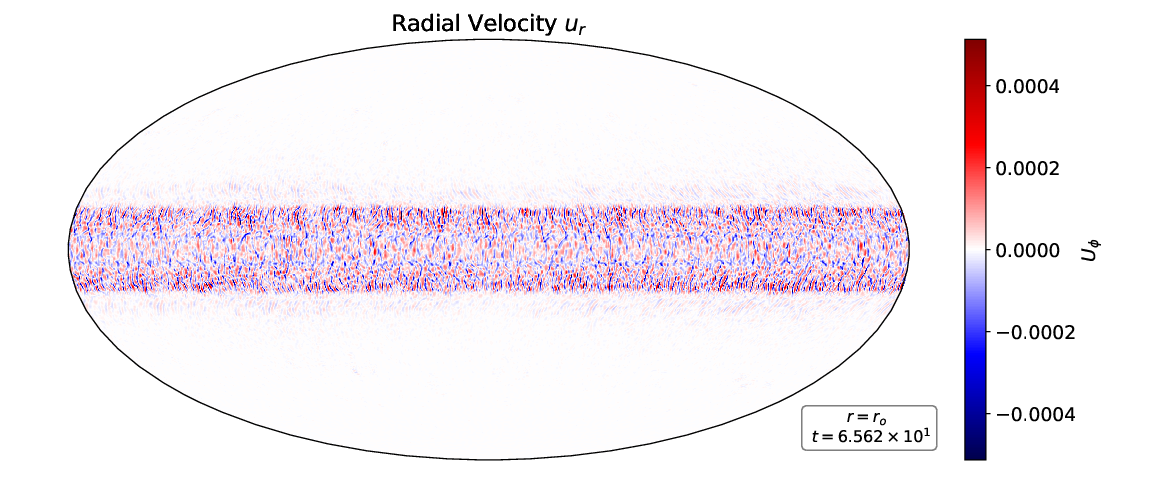 Radial Velocity u_r
0.0004
0.0002
0.0000
−0.0002
−0.0004
U_ϕ
r = r_o
t = 6.562 × 10^1